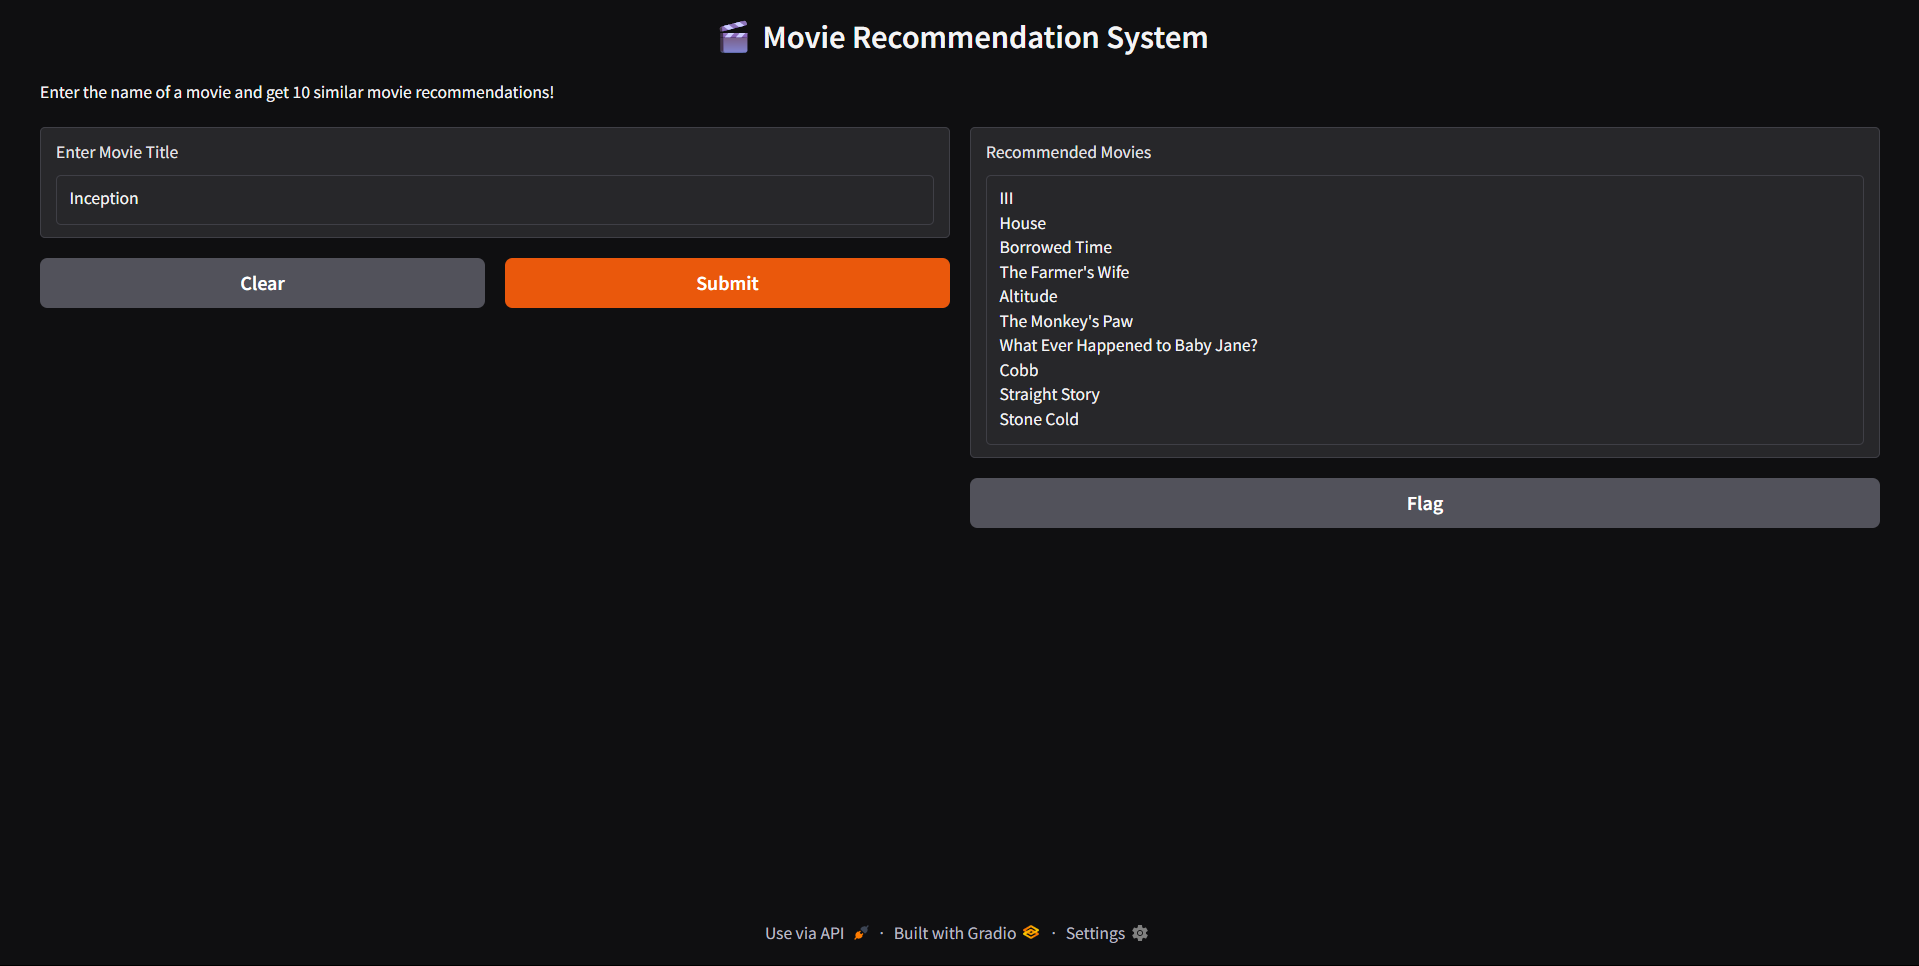 Movie Recommendation System
Enter the name of a movie and get 10 similar movie recommendations!
Enter Movie Title
Inception
Clear
Submit
Recommended Movies
III
House
Borrowed Time
The Farmer's Wife
Altitude
The Monkey's Paw
What Ever Happened to Baby Jane?
Cobb
Straight Story
Stone Cold
Flag
Use via API · Built with Gradio · Settings